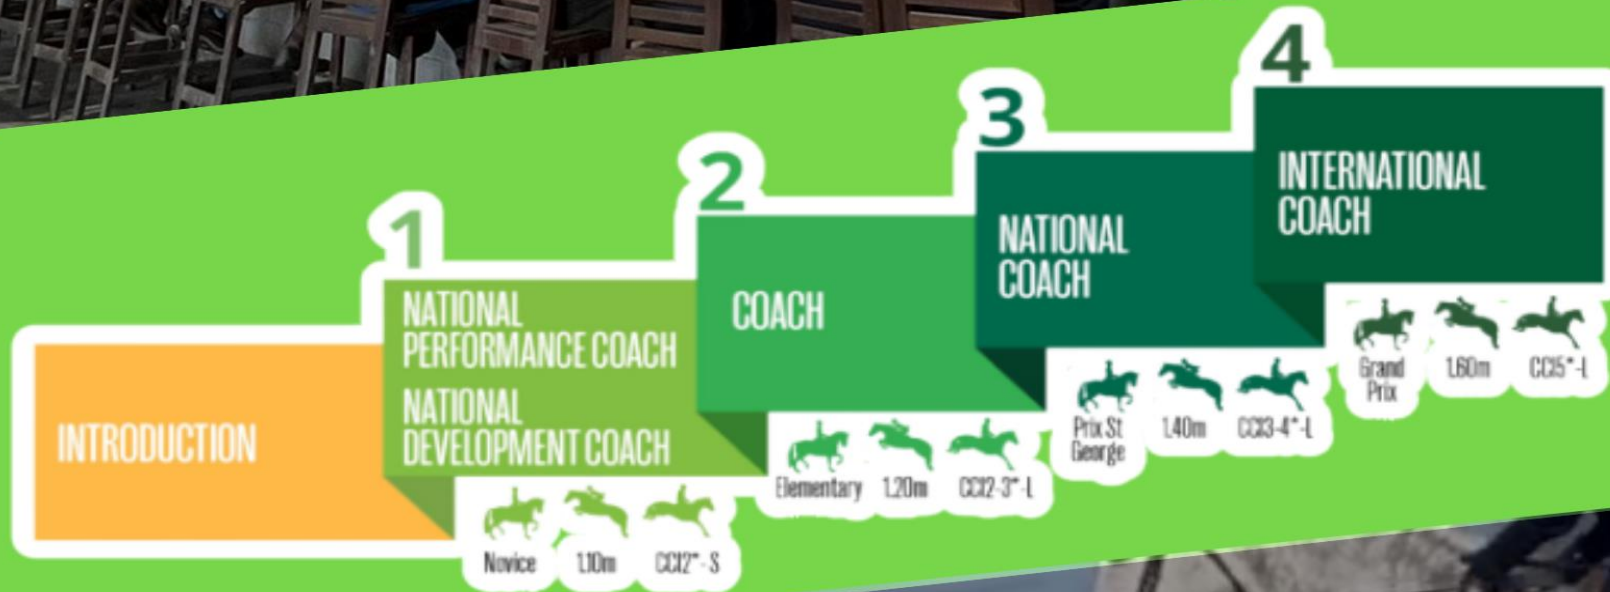 INTRODUCTION
1
NATIONAL
PERFORMANCE COACH
NATIONAL
DEVELOPMENT COACH
Novice
1.10m
CCI2*-S
2
COACH
Elementary
1.20m
CCI2-3*-L
3
NATIONAL
COACH
Prix St
George
1.40m
CCI3-4*-L
4
INTERNATIONAL
COACH
Grand
Prix
1.60m
CCI5*-L